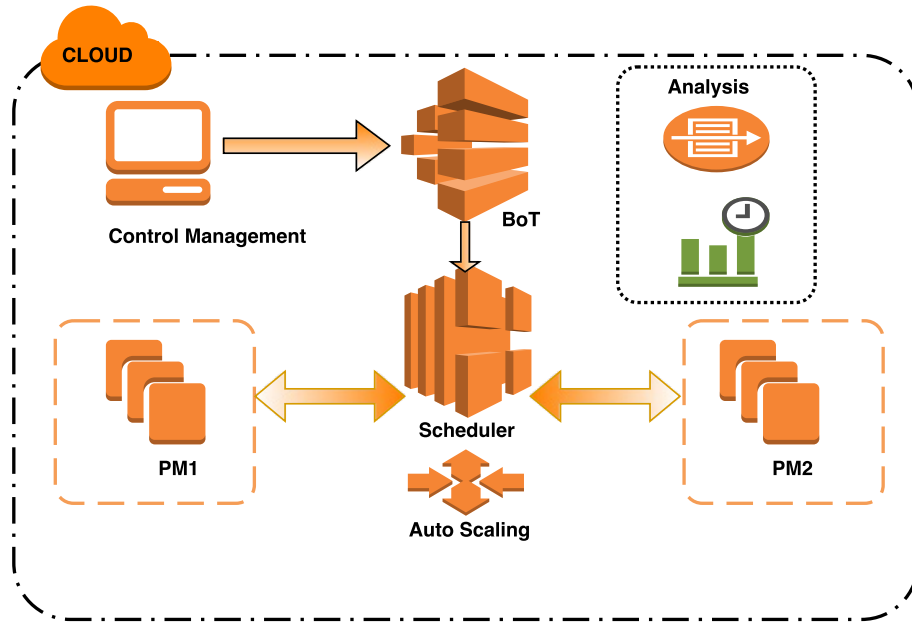 CLOUD
Analysis
Control Management
BoT
Scheduler
PM1
PM2
Auto Scaling